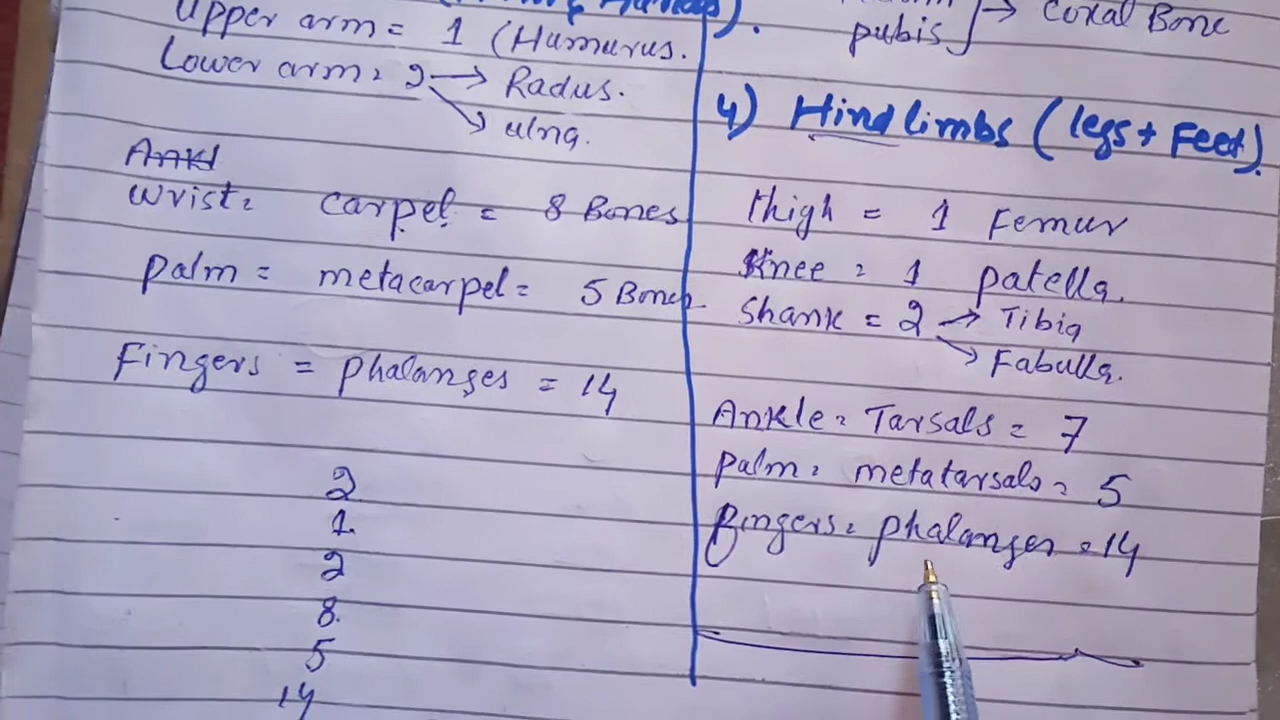 Upper arm = 1 (Humurus.
Lower arm = 2 → Radus.
ulna.
Ankl
Wrist = carpel = 8 Bones
Palm = metacarpel = 5 Bones
Fingers = phalanges = 14
2
1
2
8
5
14
pubis → Coxal Bone
4) Hind limbs (legs + Feet).
Thigh = 1 Femur
Knee = 1 patella.
Shank = 2 → Tibia
Fabulla.
Ankle = Tarsals = 7
palm = metatarsals = 5
Fingers = phalanges = 14